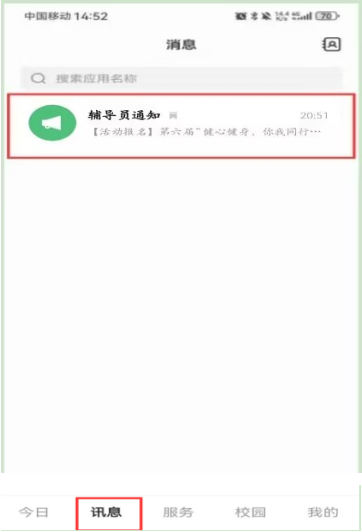 中国移动 14:52
70
消息
搜索应用名称
辅导员通知
20:51
【活动报名】第六届"健心健身，你我同行…
今日 讯息 服务 校园 我的